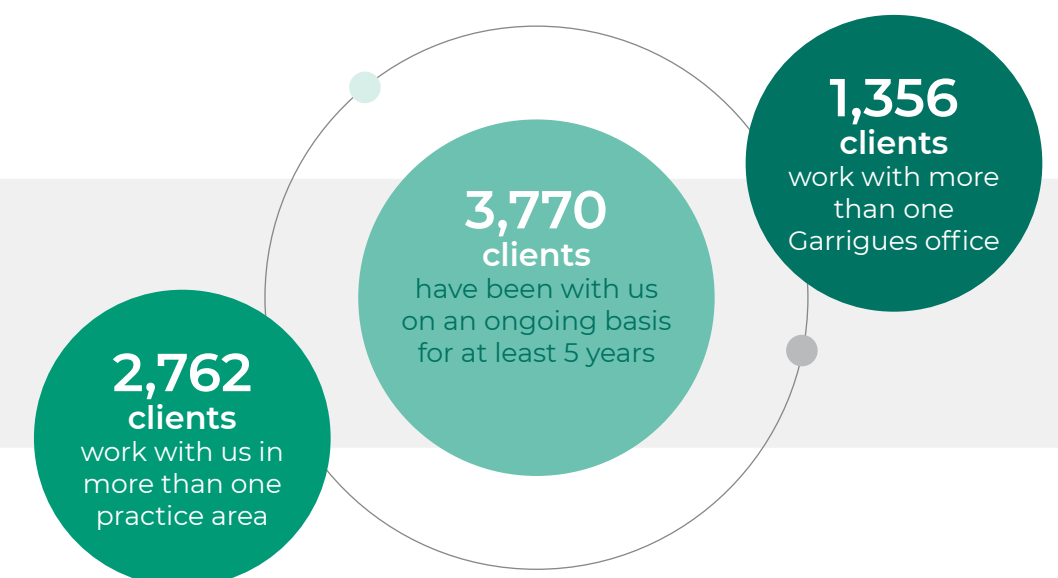 1,356
clients
work with more
than one
Garrigues office
3,770
clients
have been with us
on an ongoing basis
for at least 5 years
2,762
clients
work with us in
more than one
practice area